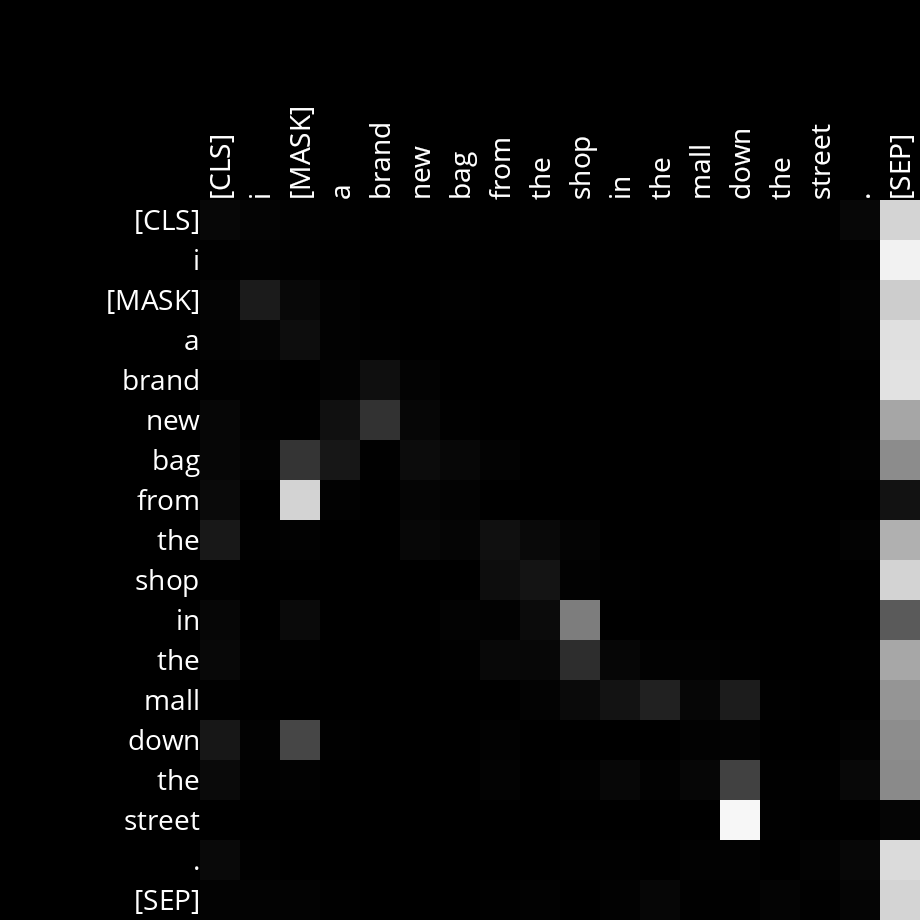 [CLS] i [MASK] a brand new bag from the shop in the mall down the street . [SEP]
[CLS]
i
[MASK]
a
brand
new
bag
from
the
shop
in
the
mall
down
the
street
.
[SEP]